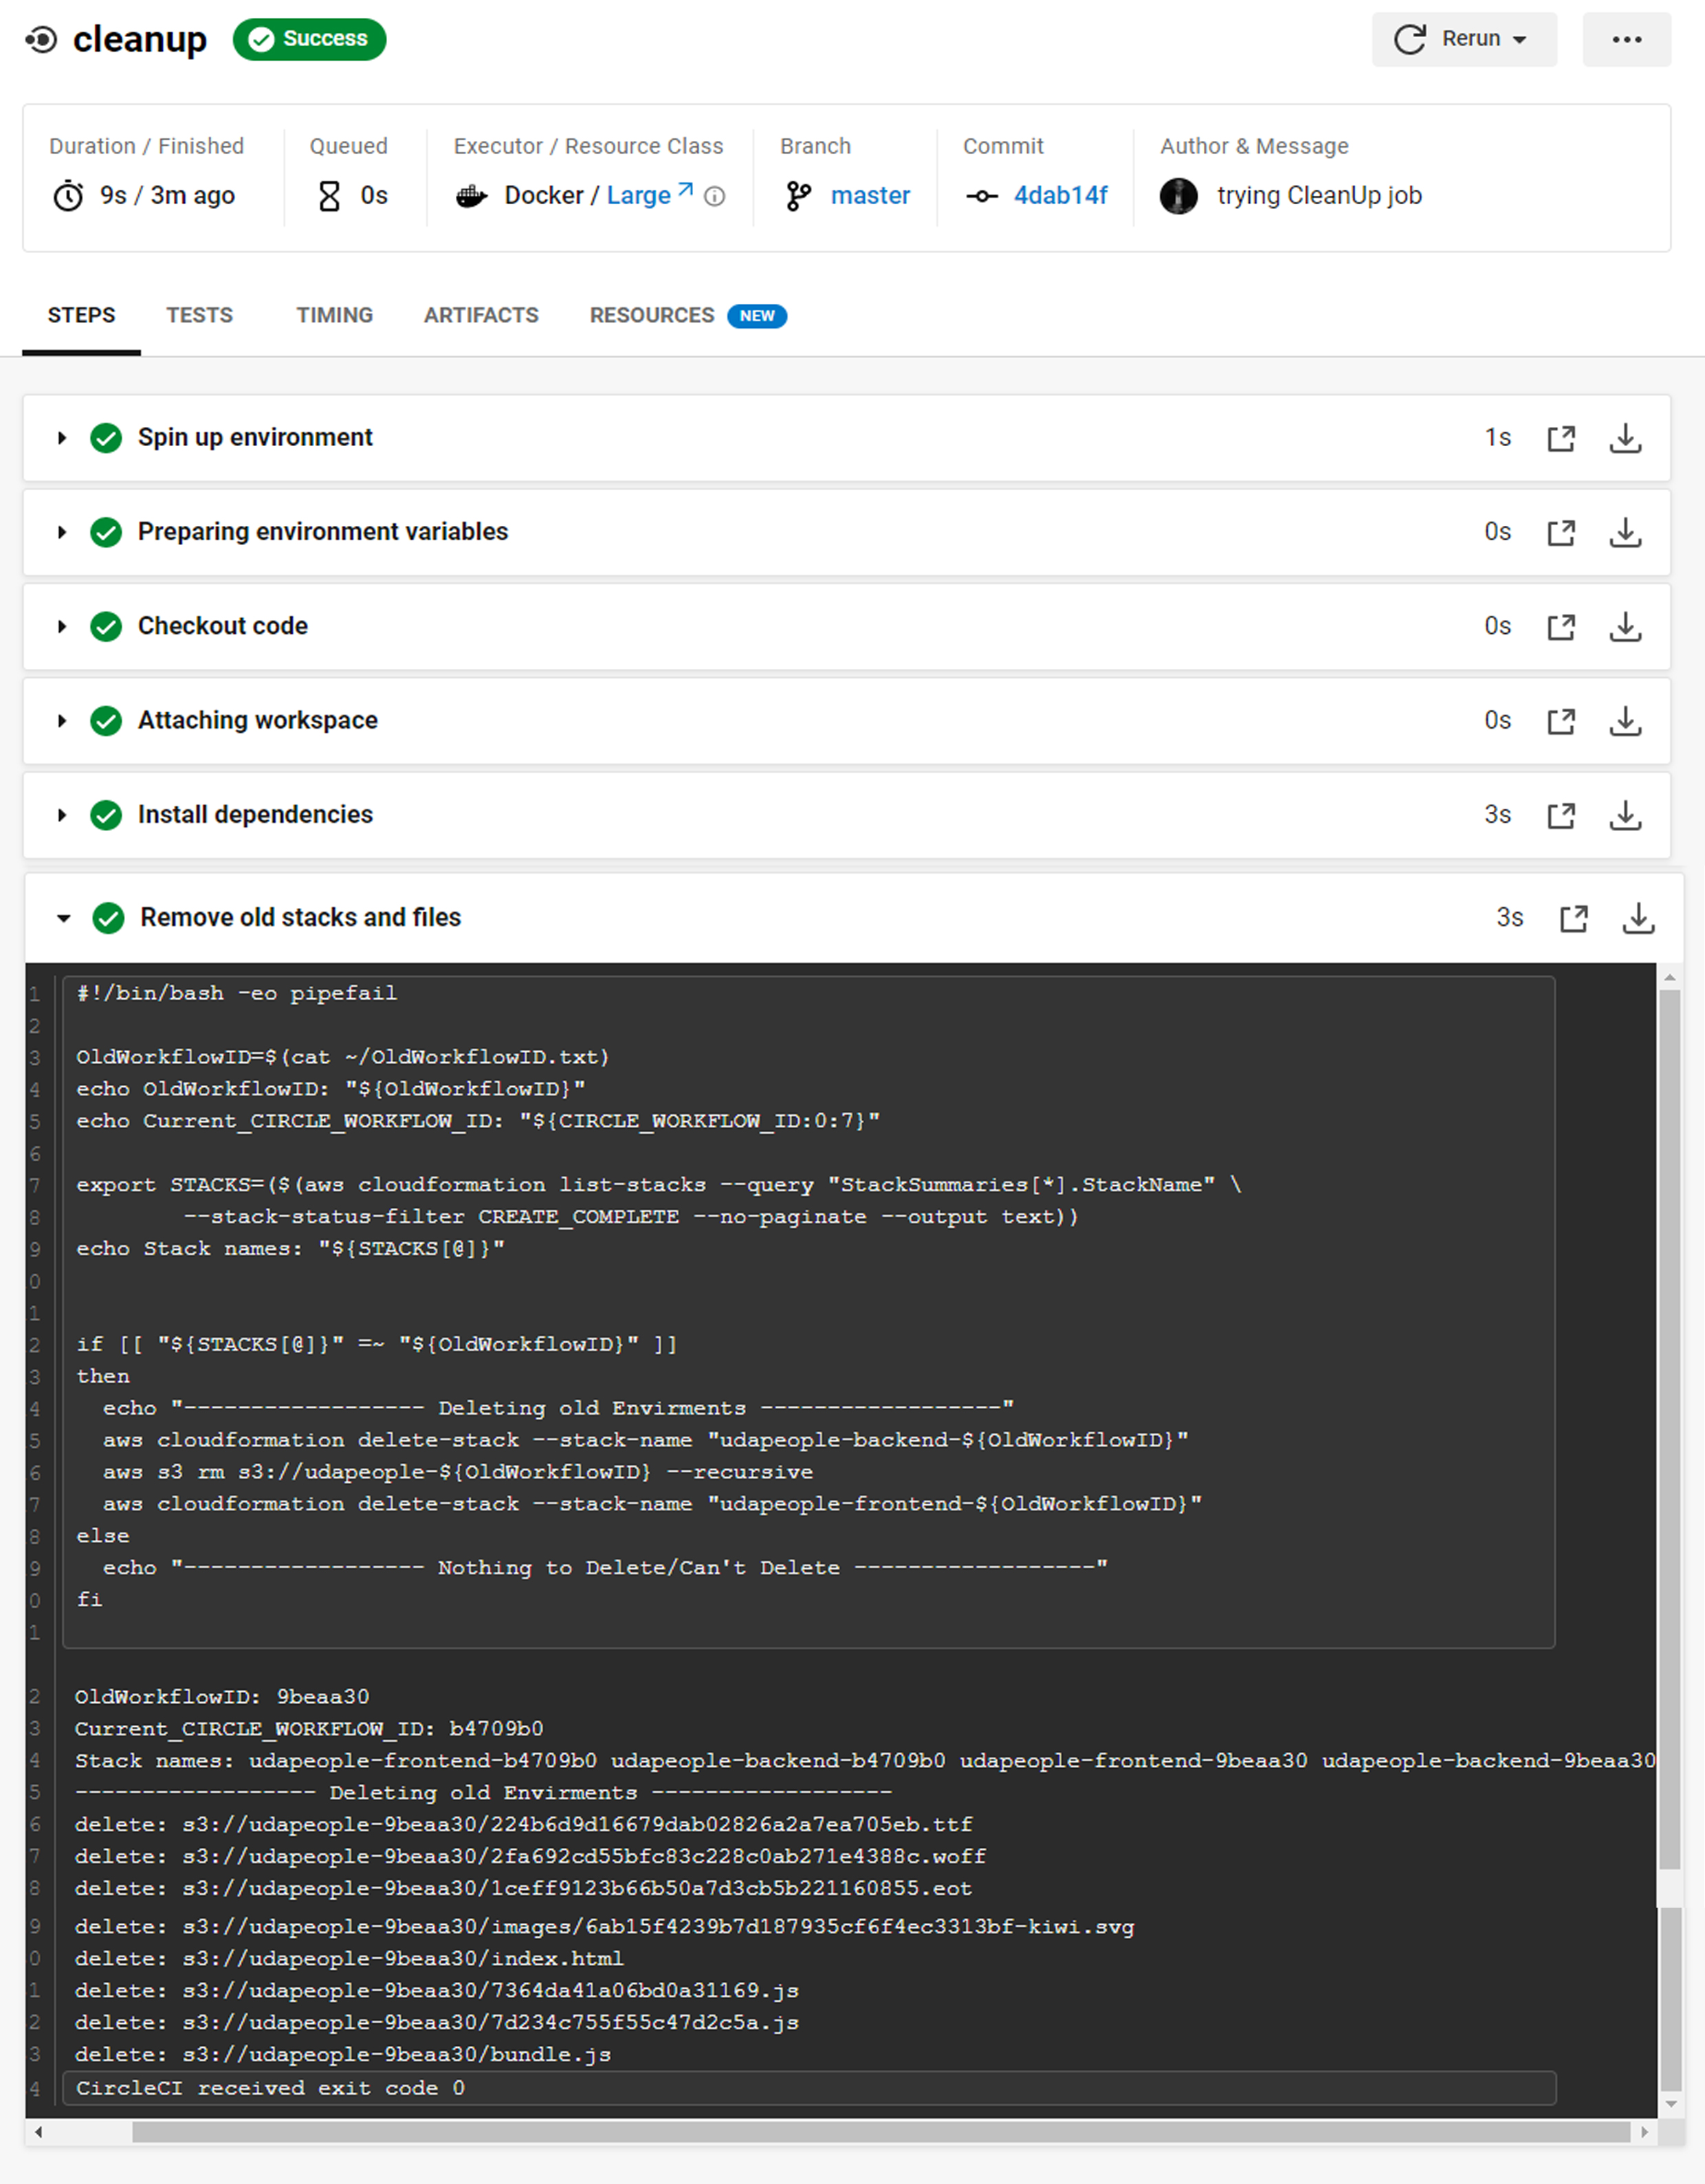 cleanup Success Rerun
Duration / Finished Queued Executor / Resource Class Branch Commit Author & Message
9s / 3m ago 0s Docker / Large master 4dab14f trying CleanUp job
STEPS TESTS TIMING ARTIFACTS RESOURCES NEW
Spin up environment 1s
Preparing environment variables 0s
Checkout code 0s
Attaching workspace 0s
Install dependencies 3s
Remove old stacks and files 3s
1 #!/bin/bash -eo pipefail
2
3 OldWorkflowID=$(cat ~/OldWorkflowID.txt)
4 echo OldWorkflowID: "${OldWorkflowID}"
5 echo Current_CIRCLE_WORKFLOW_ID: "${CIRCLE_WORKFLOW_ID:0:7}"
6
7 export STACKS=($(aws cloudformation list-stacks --query "StackSummaries[*].StackName" \
8 --stack-status-filter CREATE_COMPLETE --no-paginate --output text))
9 echo Stack names: "${STACKS[@]}"
0
1
2 if [[ "${STACKS[@]}" =~ "${OldWorkflowID}" ]]
3 then
4 echo "------------------ Deleting old Envirments ------------------"
5 aws cloudformation delete-stack --stack-name "udapeople-backend-${OldWorkflowID}"
6 aws s3 rm s3://udapeople-${OldWorkflowID} --recursive
7 aws cloudformation delete-stack --stack-name "udapeople-frontend-${OldWorkflowID}"
8 else
9 echo "------------------ Nothing to Delete/Can't Delete ------------------"
0 fi
1
2 OldWorkflowID: 9beaa30
3 Current_CIRCLE_WORKFLOW_ID: b4709b0
4 Stack names: udapeople-frontend-b4709b0 udapeople-backend-b4709b0 udapeople-frontend-9beaa30 udapeople-backend-9beaa30
5 ------------------ Deleting old Envirments ------------------
6 delete: s3://udapeople-9beaa30/224b6d9d16679dab02826a2a7ea705eb.ttf
7 delete: s3://udapeople-9beaa30/2fa692cd55bfc83c228c0ab271e4388c.woff
8 delete: s3://udapeople-9beaa30/1ceff9123b66b50a7d3cb5b221160855.eot
9 delete: s3://udapeople-9beaa30/images/6ab15f4239b7d187935cf6f4ec3313bf-kiwi.svg
0 delete: s3://udapeople-9beaa30/index.html
1 delete: s3://udapeople-9beaa30/7364da41a06bd0a31169.js
2 delete: s3://udapeople-9beaa30/7d234c755f55c47d2c5a.js
3 delete: s3://udapeople-9beaa30/bundle.js
4 CircleCI received exit code 0